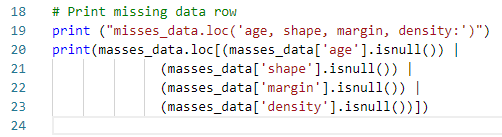 18 # Print missing data row
19 print ("misses_data.loc('age, shape, margin, density:')")
20 print(masses_data.loc[(masses_data['age'].isnull()) |
21 (masses_data['shape'].isnull()) |
22 (masses_data['margin'].isnull()) |
23 (masses_data['density'].isnull())])
24